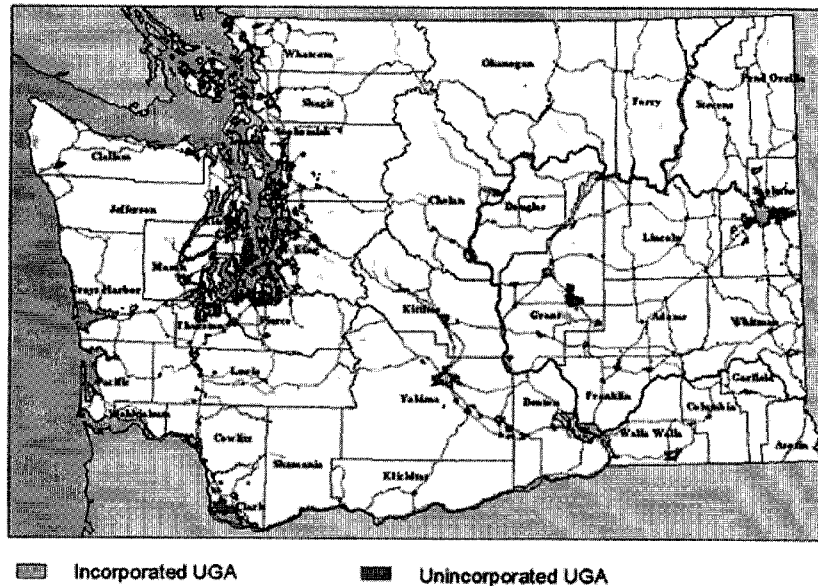 Whatcom
Okanogan
Pend Oreille
Skagit
Ferry
Stevens
Snohomish
Clallam
Jefferson
Chelan
Douglas
Spokane
Lincoln
King
Mason
Grays Harbor
Kittitas
Grant
Adams
Whitman
Thurston
Pierce
Pacific
Lewis
Yakima
Benton
Franklin
Garfield
Columbia
Wahkiakum
Walla Walla
Asotin
Cowlitz
Skamania
Klickitat
Clark
Incorporated UGA
Unincorporated UGA